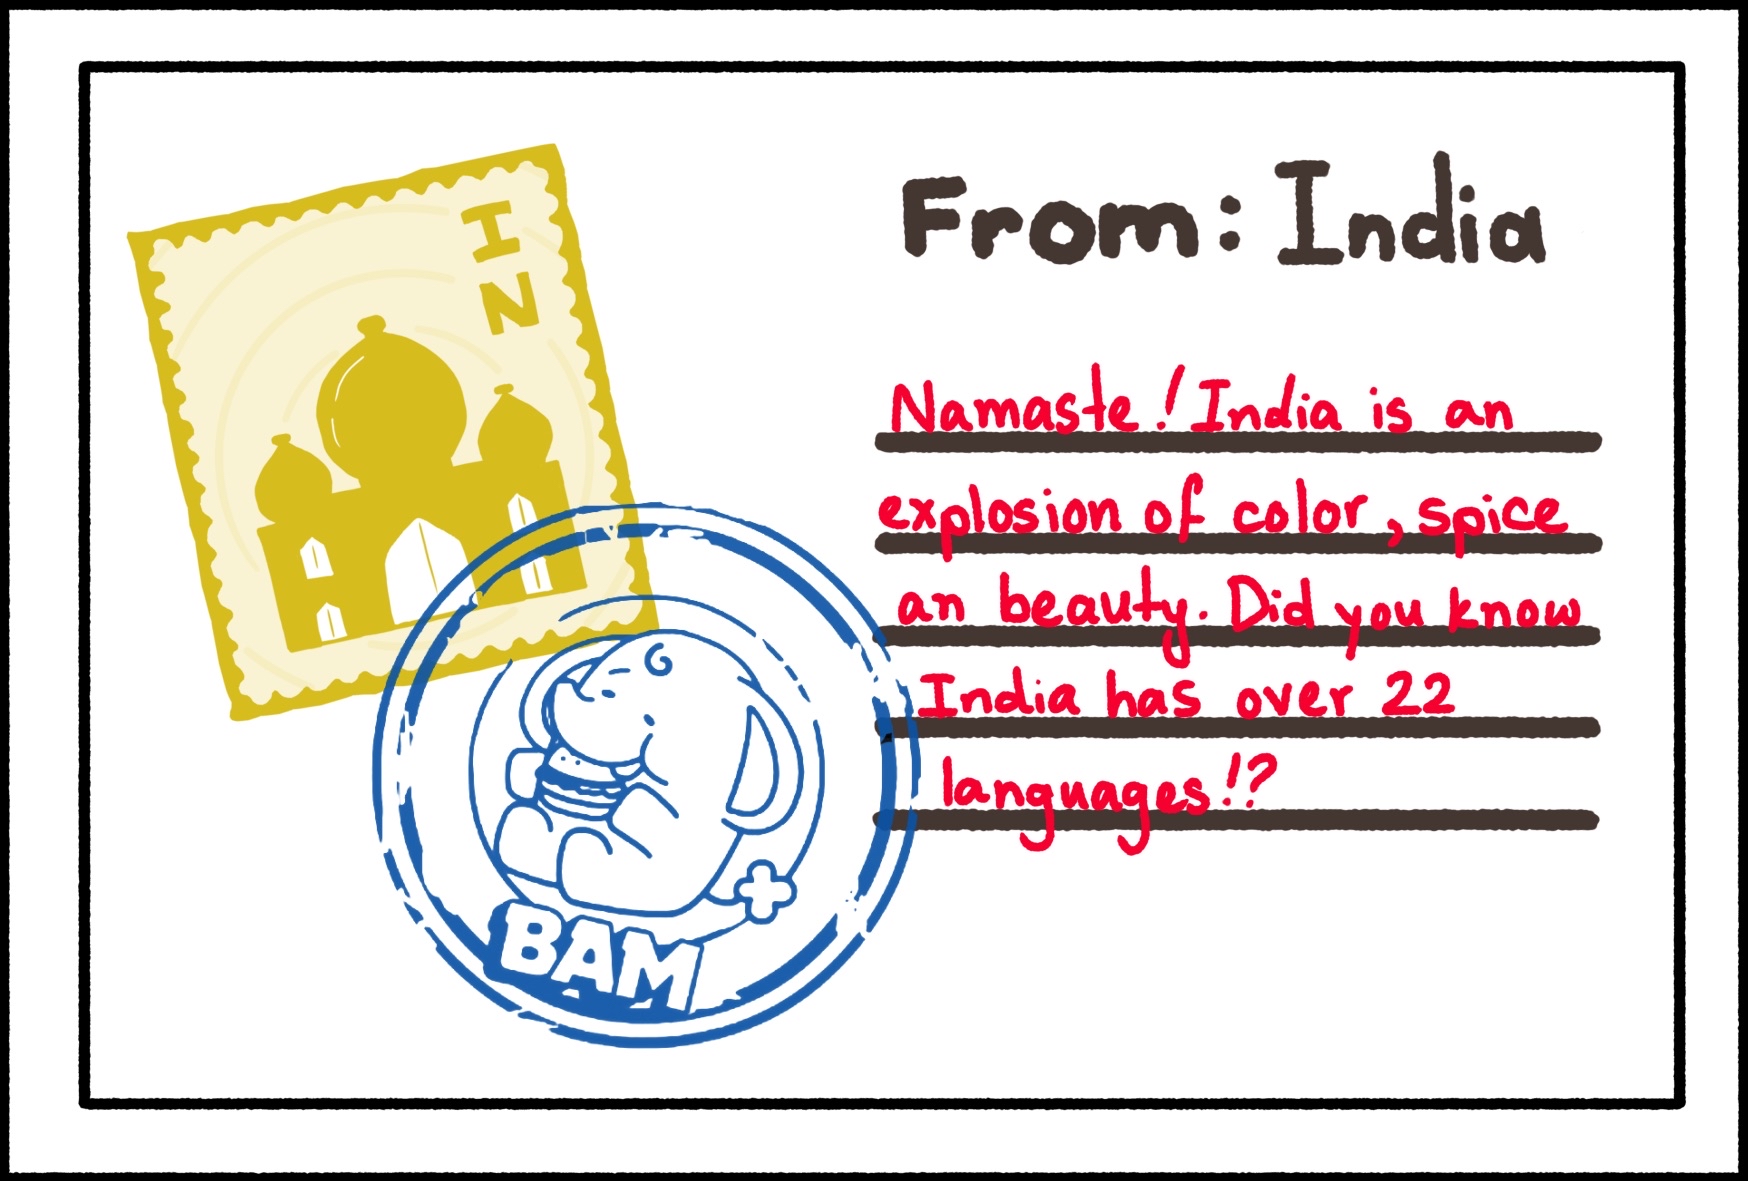 IN
From: India
Namaste! India is an
explosion of color, spice
an beauty. Did you know
India has over 22
languages!?
BAM